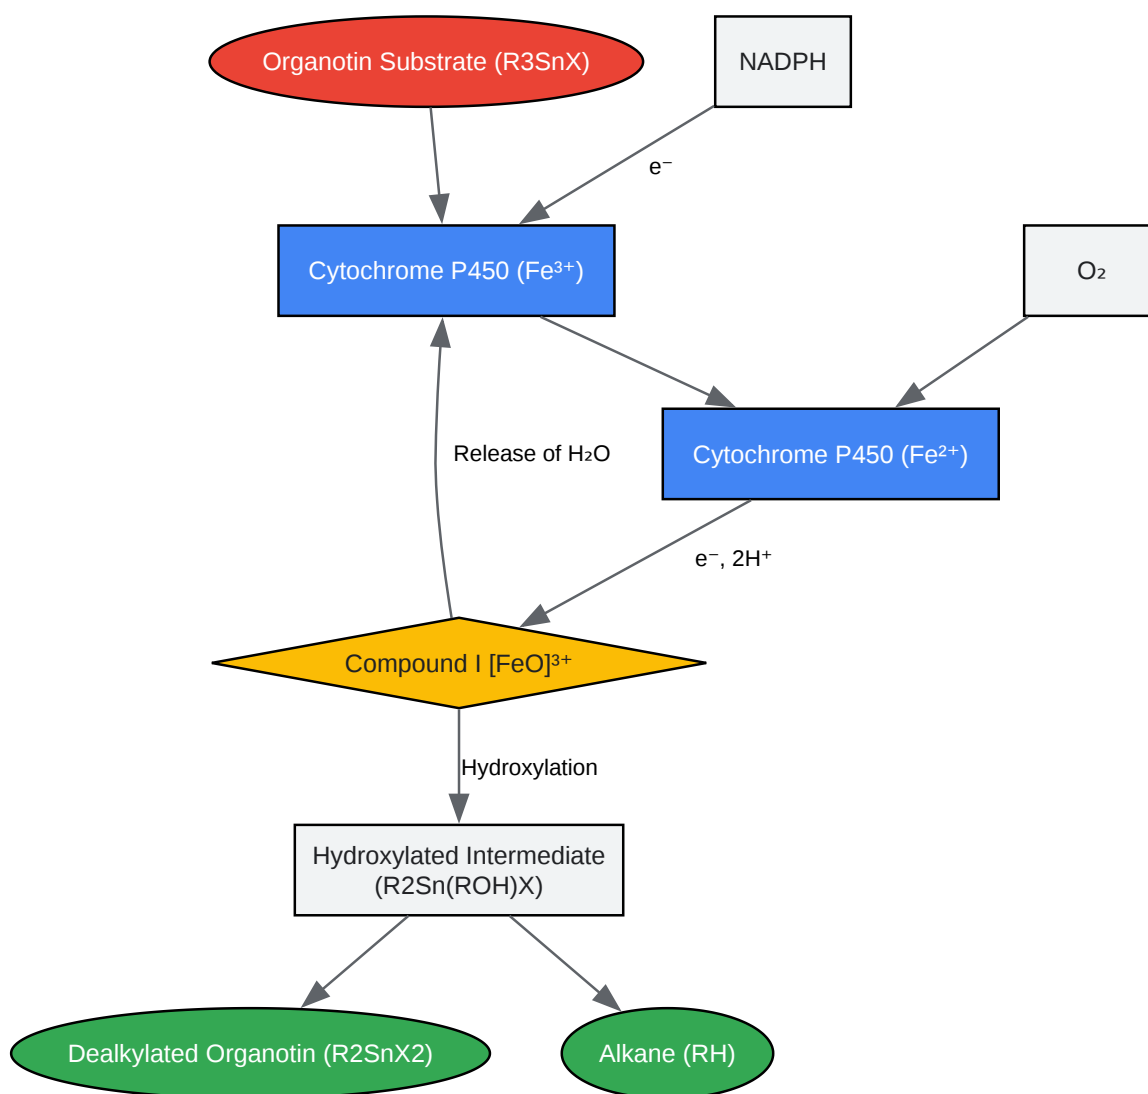 Organotin Substrate (R3SnX)
NADPH
e⁻
Cytochrome P450 (Fe³⁺)
O₂
Release of H₂O
Cytochrome P450 (Fe²⁺)
e⁻, 2H⁺
Compound I [FeO]³⁺
Hydroxylation
Hydroxylated Intermediate
(R2Sn(ROH)X)
Dealkylated Organotin (R2SnX2)
Alkane (RH)